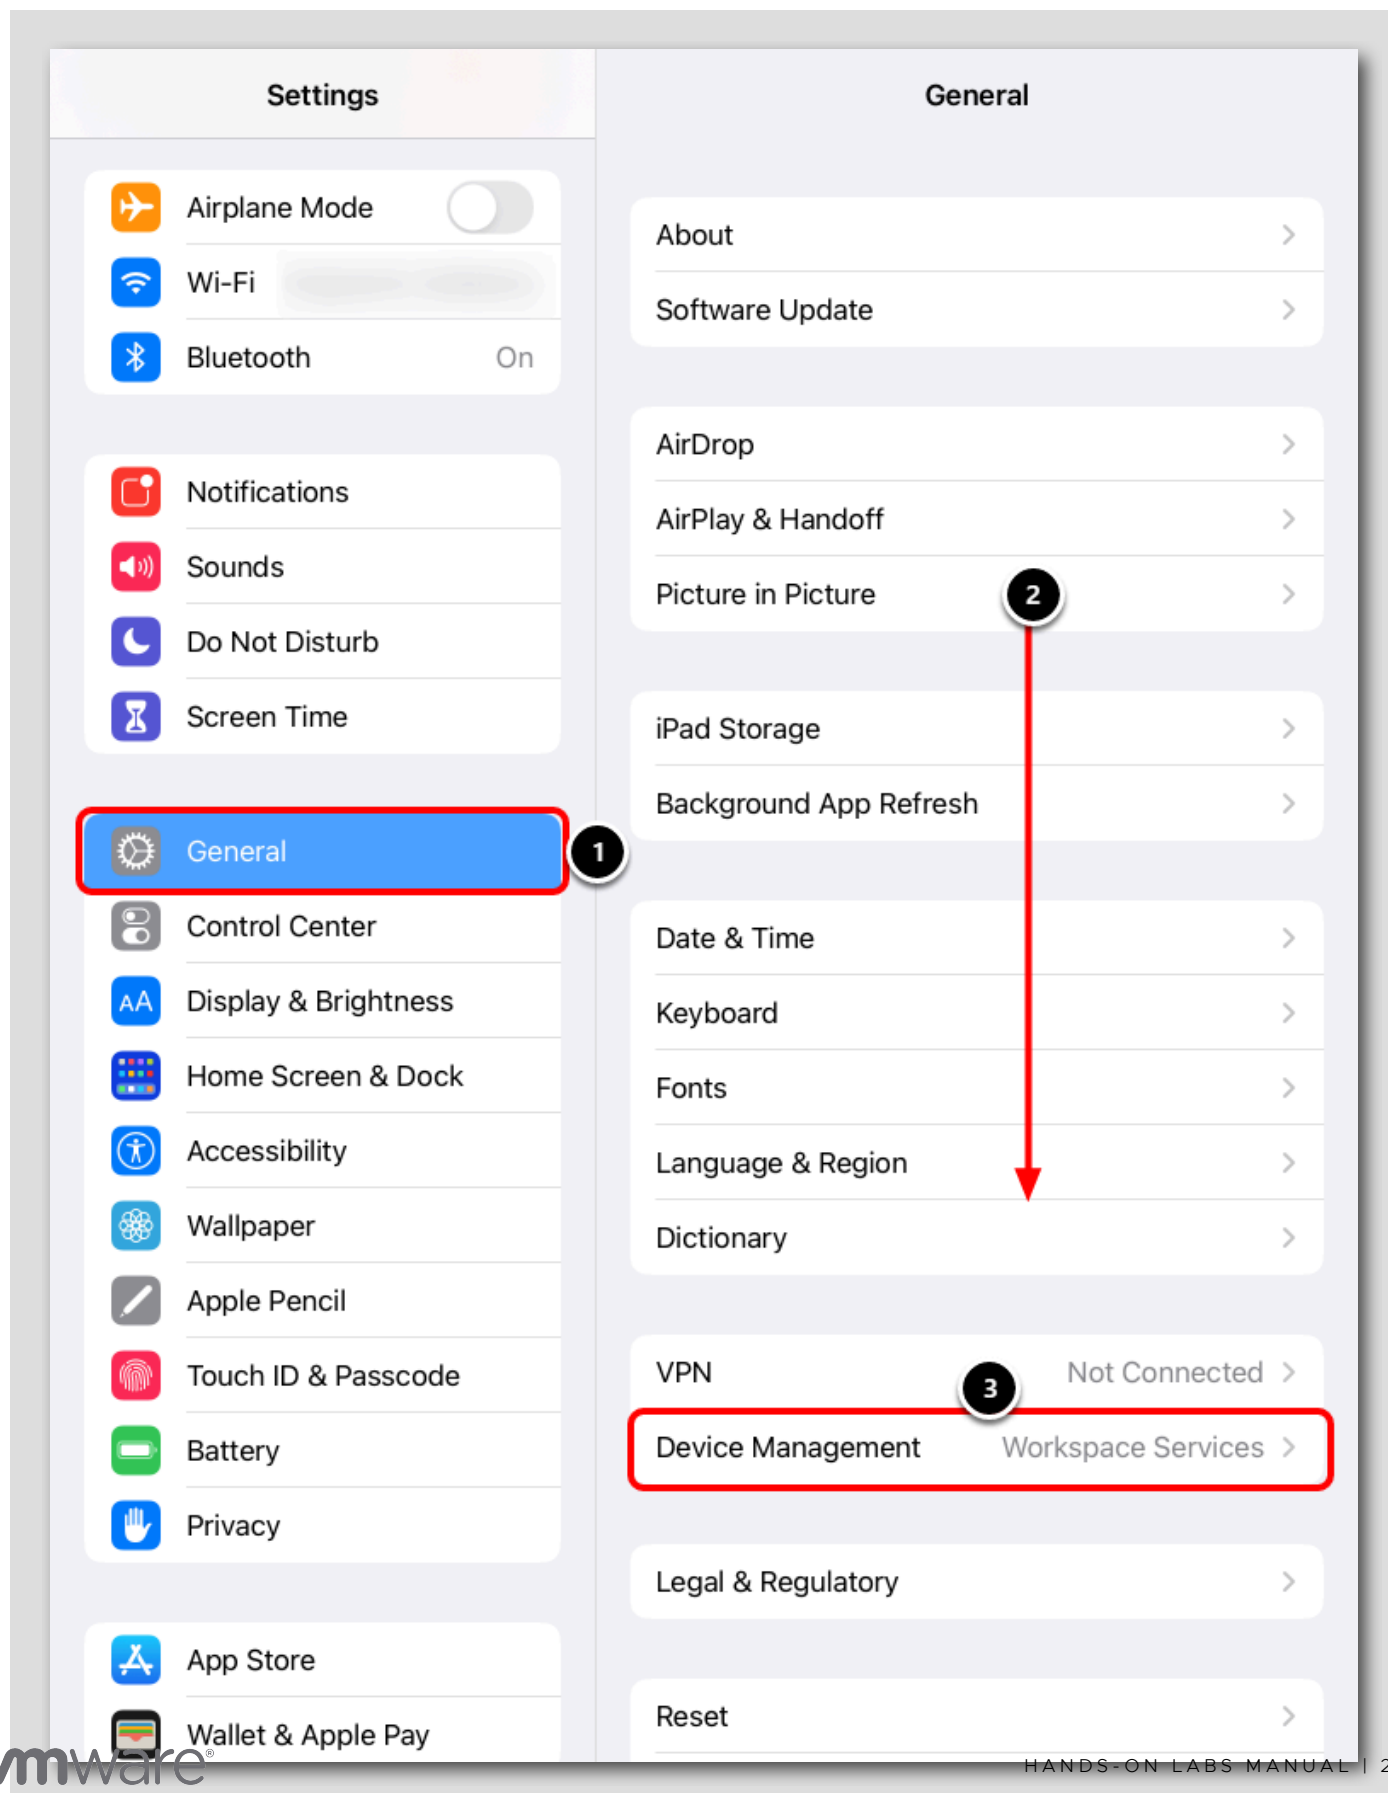 Settings
Airplane Mode
Wi-Fi
Bluetooth On
Notifications
Sounds
Do Not Disturb
Screen Time
General 1
Control Center
AA Display & Brightness
Home Screen & Dock
Accessibility
Wallpaper
Apple Pencil
Touch ID & Passcode
Battery
Privacy
App Store
Wallet & Apple Pay
General
About
Software Update
AirDrop
AirPlay & Handoff
Picture in Picture 2
iPad Storage
Background App Refresh
Date & Time
Keyboard
Fonts
Language & Region
Dictionary
VPN Not Connected
3
Device Management Workspace Services
Legal & Regulatory
Reset
vmware®
HANDS-ON LABS MANUAL | 2